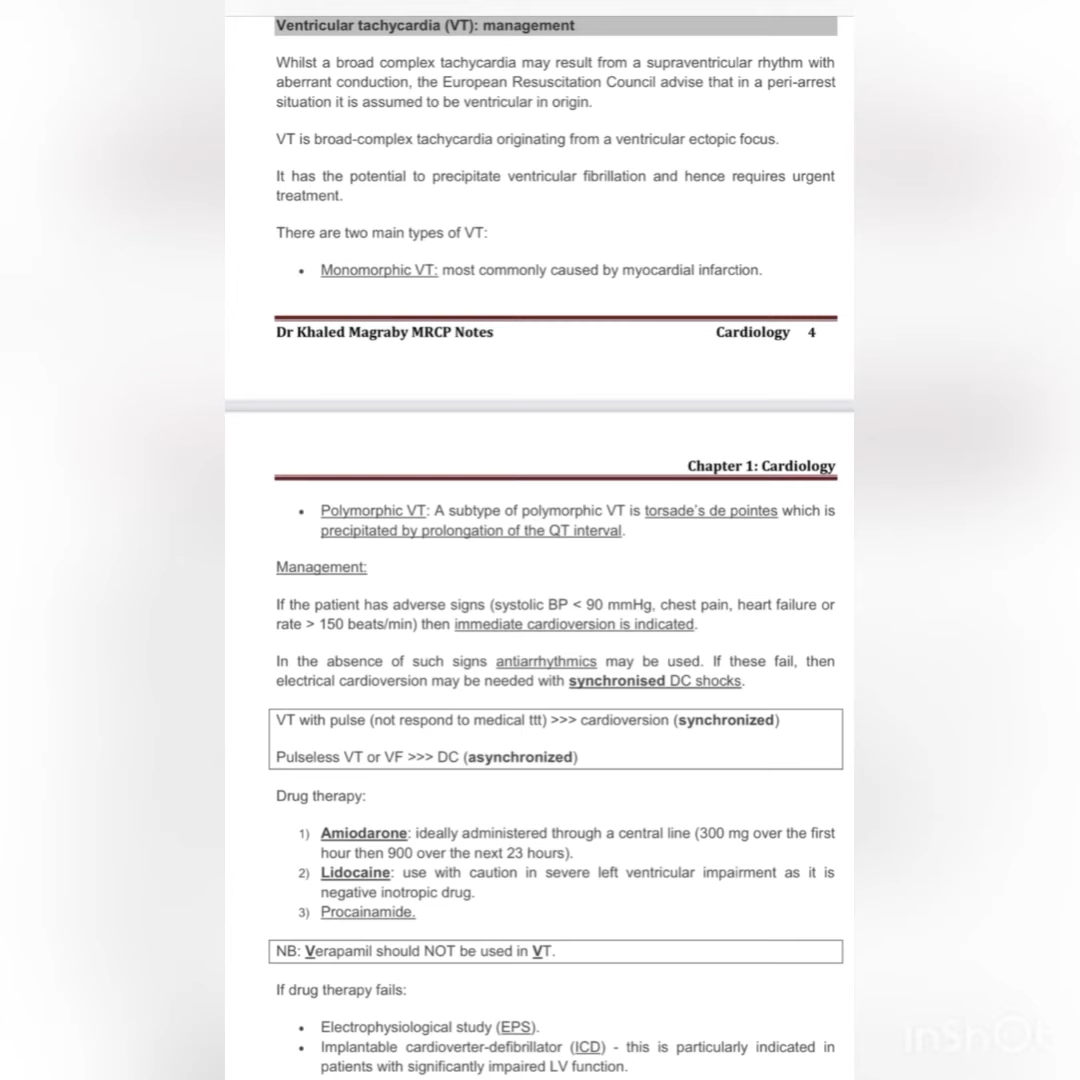 Ventricular tachycardia (VT): management
Whilst a broad complex tachycardia may result from a supraventricular rhythm with
aberrant conduction, the European Resuscitation Council advise that in a peri-arrest
situation it is assumed to be ventricular in origin.
VT is broad-complex tachycardia originating from a ventricular ectopic focus.
It has the potential to precipitate ventricular fibrillation and hence requires urgent
treatment.
There are two main types of VT:
• Monomorphic VT: most commonly caused by myocardial infarction.
Dr Khaled Magraby MRCP Notes Cardiology 4
Chapter 1: Cardiology
• Polymorphic VT: A subtype of polymorphic VT is torsade's de pointes which is
precipitated by prolongation of the QT interval.
Management:
If the patient has adverse signs (systolic BP < 90 mmHg, chest pain, heart failure or
rate > 150 beats/min) then immediate cardioversion is indicated.
In the absence of such signs antiarrhythmics may be used. If these fail, then
electrical cardioversion may be needed with synchronised DC shocks.
VT with pulse (not respond to medical ttt) >>> cardioversion (synchronized)
Pulseless VT or VF >>> DC (asynchronized)
Drug therapy:
1) Amiodarone: ideally administered through a central line (300 mg over the first
hour then 900 over the next 23 hours).
2) Lidocaine: use with caution in severe left ventricular impairment as it is
negative inotropic drug.
3) Procainamide.
NB: Verapamil should NOT be used in VT.
If drug therapy fails:
• Electrophysiological study (EPS).
• Implantable cardioverter-defibrillator (ICD) - this is particularly indicated in
patients with significantly impaired LV function.
InShOt